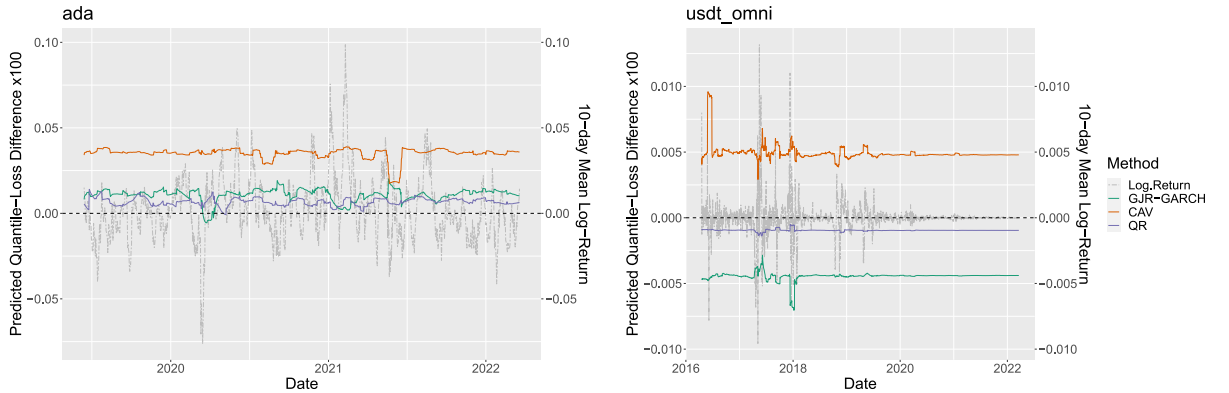 ada
Predicted Quantile−Loss Difference x100
0.10
0.05
0.00
−0.05
0.10
0.05
0.00
−0.05
10−day Mean Log−Return
2020
2021
2022
Date
usdt_omni
Predicted Quantile−Loss Difference x100
0.010
0.005
0.000
−0.005
−0.010
0.010
0.005
0.000
−0.005
−0.010
10−day Mean Log−Return
2016
2018
2020
2022
Date
Method
Log.Return
GJR−GARCH
CAV
QR